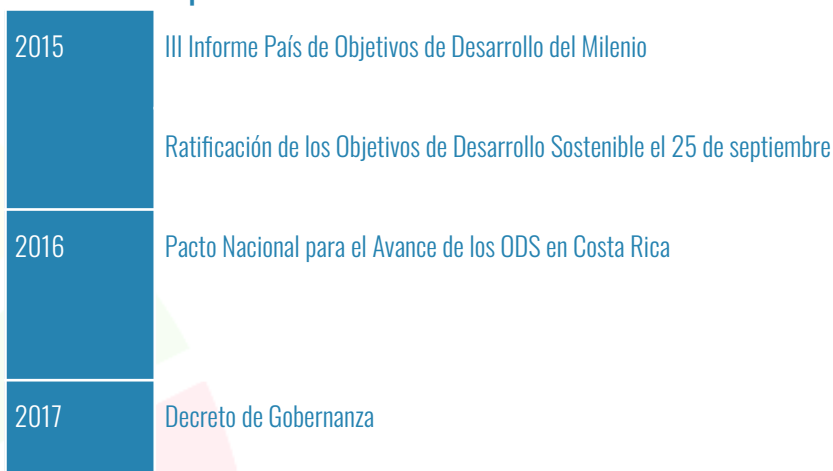 2015 III Informe País de Objetivos de Desarrollo del Milenio
Ratificación de los Objetivos de Desarrollo Sostenible el 25 de septiembre
2016 Pacto Nacional para el Avance de los ODS en Costa Rica
2017 Decreto de Gobernanza